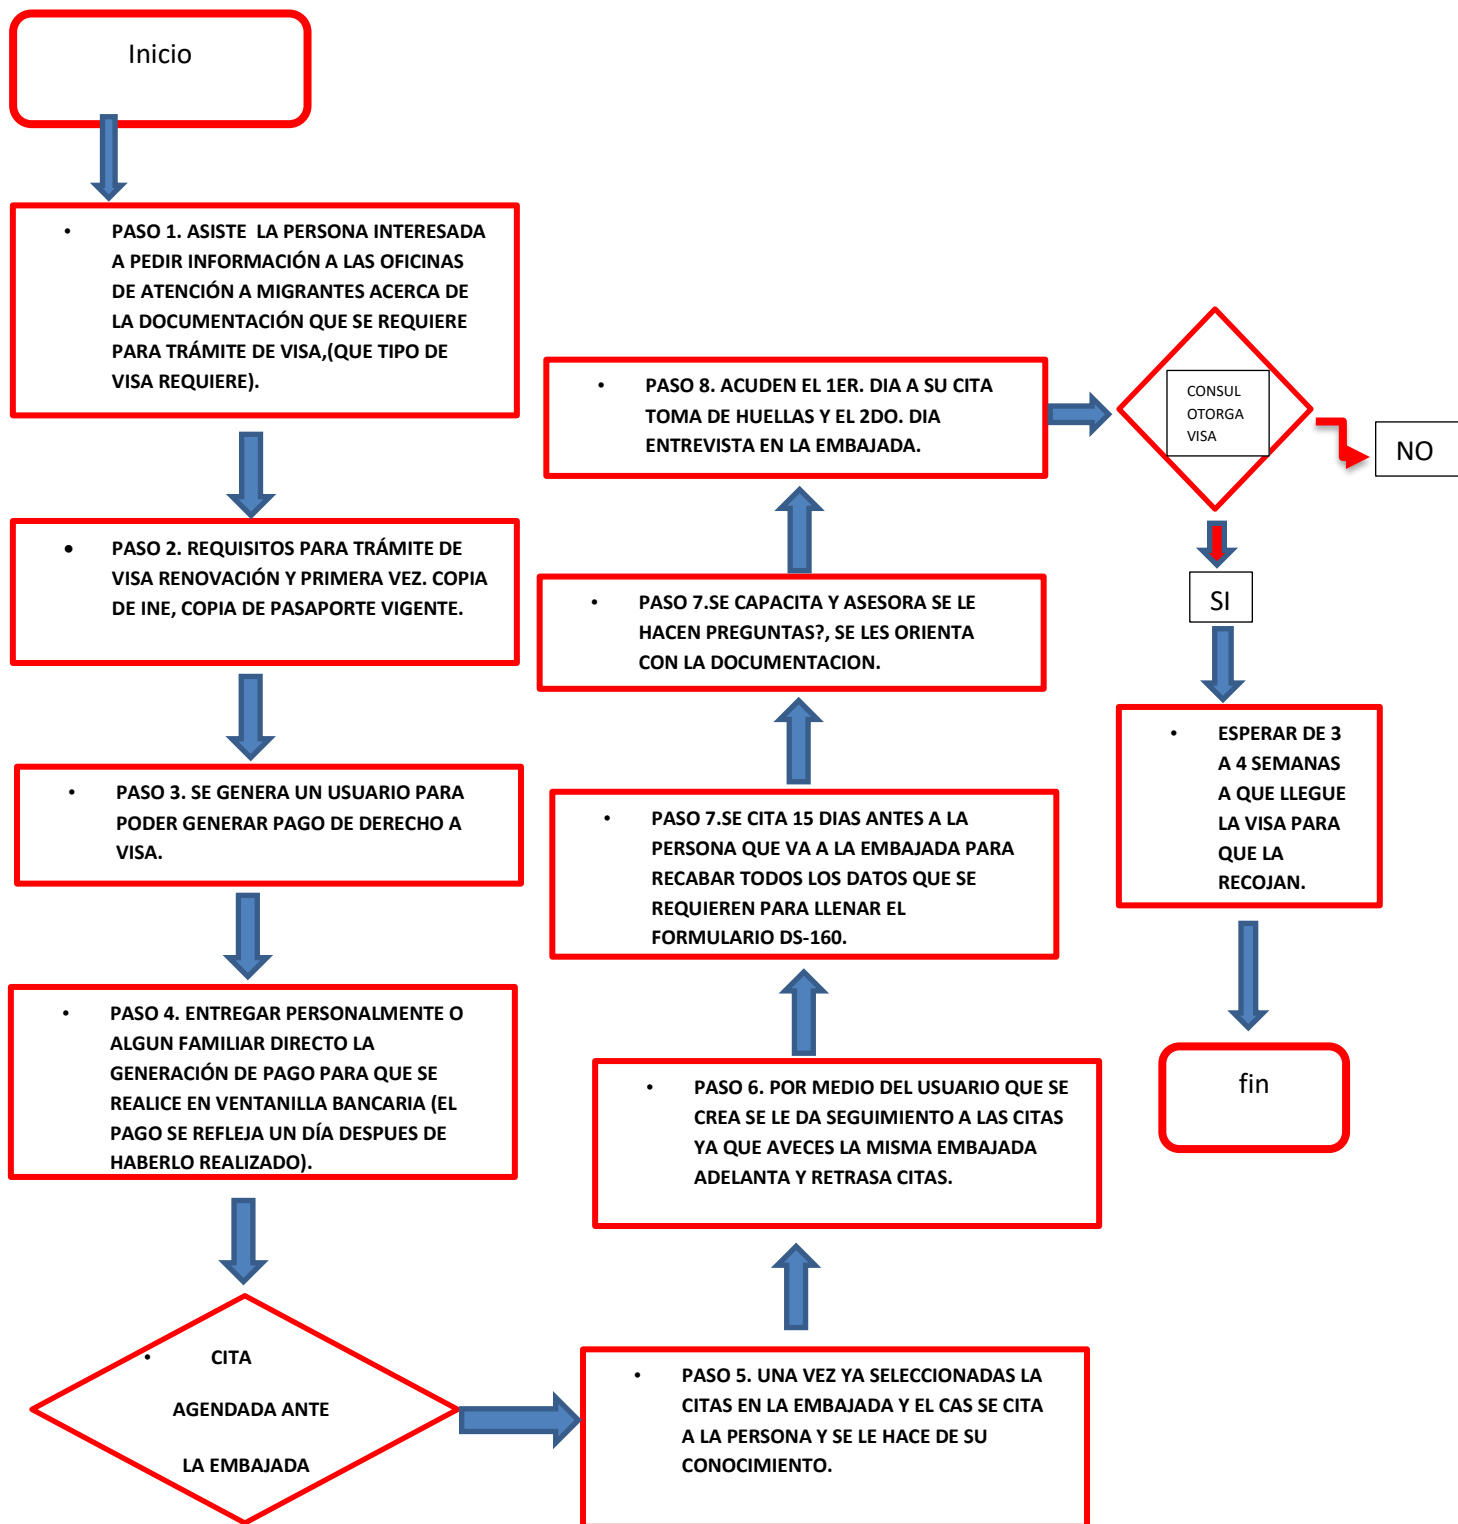 Inicio
• PASO 1. ASISTE LA PERSONA INTERESADA
A PEDIR INFORMACIÓN A LAS OFICINAS
DE ATENCIÓN A MIGRANTES ACERCA DE
LA DOCUMENTACIÓN QUE SE REQUIERE
PARA TRÁMITE DE VISA,(QUE TIPO DE
VISA REQUIERE).
• PASO 2. REQUISITOS PARA TRÁMITE DE
VISA RENOVACIÓN Y PRIMERA VEZ. COPIA
DE INE, COPIA DE PASAPORTE VIGENTE.
• PASO 3. SE GENERA UN USUARIO PARA
PODER GENERAR PAGO DE DERECHO A
VISA.
• PASO 4. ENTREGAR PERSONALMENTE O
ALGUN FAMILIAR DIRECTO LA
GENERACIÓN DE PAGO PARA QUE SE
REALICE EN VENTANILLA BANCARIA (EL
PAGO SE REFLEJA UN DÍA DESPUES DE
HABERLO REALIZADO).
• CITA
AGENDADA ANTE
LA EMBAJADA
• PASO 5. UNA VEZ YA SELECCIONADAS LA
CITAS EN LA EMBAJADA Y EL CAS SE CITA
A LA PERSONA Y SE LE HACE DE SU
CONOCIMIENTO.
• PASO 6. POR MEDIO DEL USUARIO QUE SE
CREA SE LE DA SEGUIMIENTO A LAS CITAS
YA QUE AVECES LA MISMA EMBAJADA
ADELANTA Y RETRASA CITAS.
• PASO 7.SE CITA 15 DIAS ANTES A LA
PERSONA QUE VA A LA EMBAJADA PARA
RECABAR TODOS LOS DATOS QUE SE
REQUIEREN PARA LLENAR EL
FORMULARIO DS-160.
• PASO 7.SE CAPACITA Y ASESORA SE LE
HACEN PREGUNTAS?, SE LES ORIENTA
CON LA DOCUMENTACION.
• PASO 8. ACUDEN EL 1ER. DIA A SU CITA
TOMA DE HUELLAS Y EL 2DO. DIA
ENTREVISTA EN LA EMBAJADA.
CONSUL
OTORGA
VISA
NO
SI
• ESPERAR DE 3
A 4 SEMANAS
A QUE LLEGUE
LA VISA PARA
QUE LA
RECOJAN.
fin